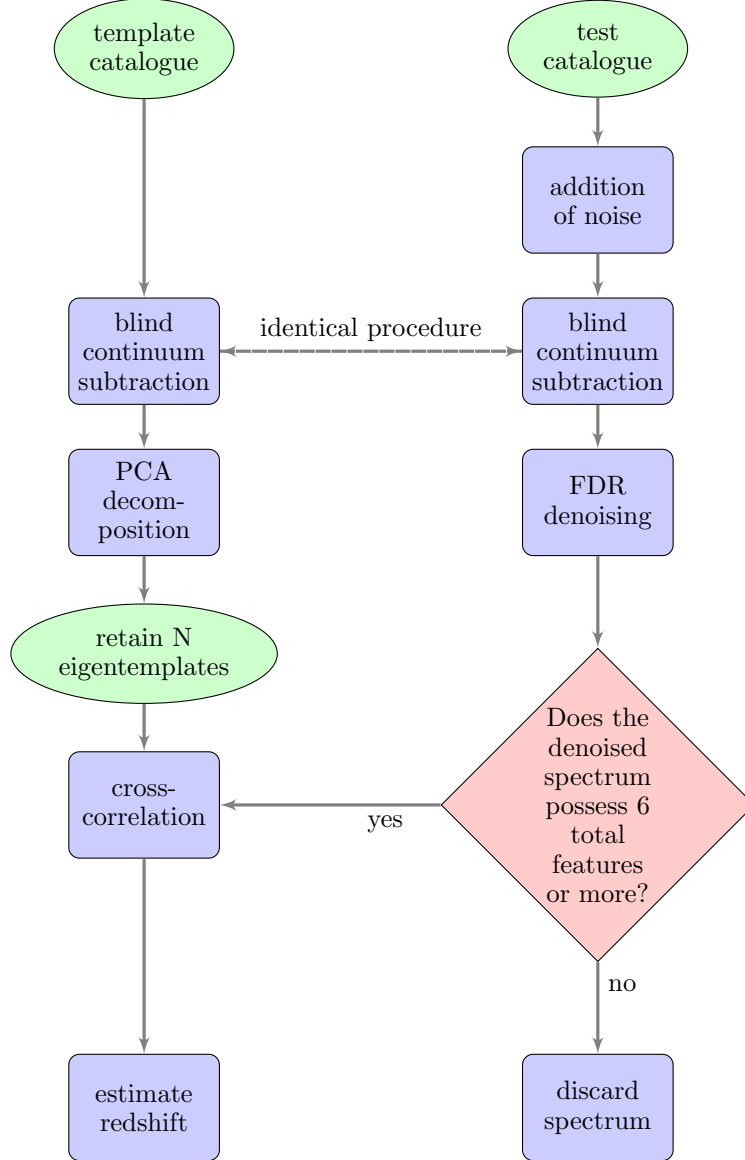 template
catalogue
test
catalogue
addition
of noise
blind
continuum
subtraction
identical procedure
blind
continuum
subtraction
PCA
decom-
position
FDR
denoising
retain N
eigentemplates
Does the
denoised
spectrum
possess 6
total
features
or more?
cross-
correlation
yes
no
estimate
redshift
discard
spectrum